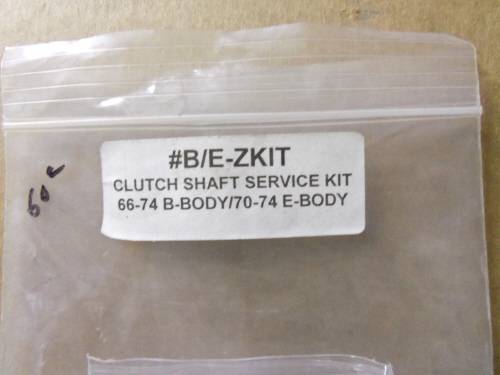 #B/E-ZKIT
CLUTCH SHAFT SERVICE KIT
66-74 B-BODY/70-74 E-BODY